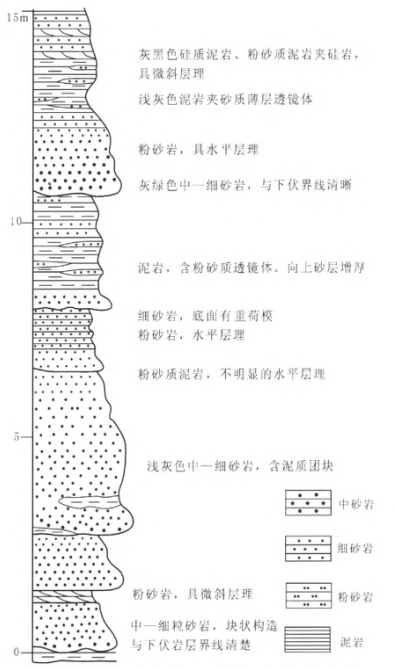 15m
灰黑色硅质泥岩、粉砂质泥岩夹硅岩,
具微斜层理
浅灰色泥岩夹砂质薄层透镜体
粉砂岩,具水平层理
灰绿色中—细砂岩,与下伏界线清晰
10
泥岩,含粉砂质透镜体。向上砂层增厚
细砂岩,底面有重荷模
粉砂岩,水平层理
粉砂质泥岩,不明显的水平层理
5
浅灰色中—细砂岩,含泥质团块
中砂岩
细砂岩
粉砂岩,具微斜层理
粉砂岩
中—细粒砂岩,块状构造
与下伏岩层界线清楚
泥岩
0